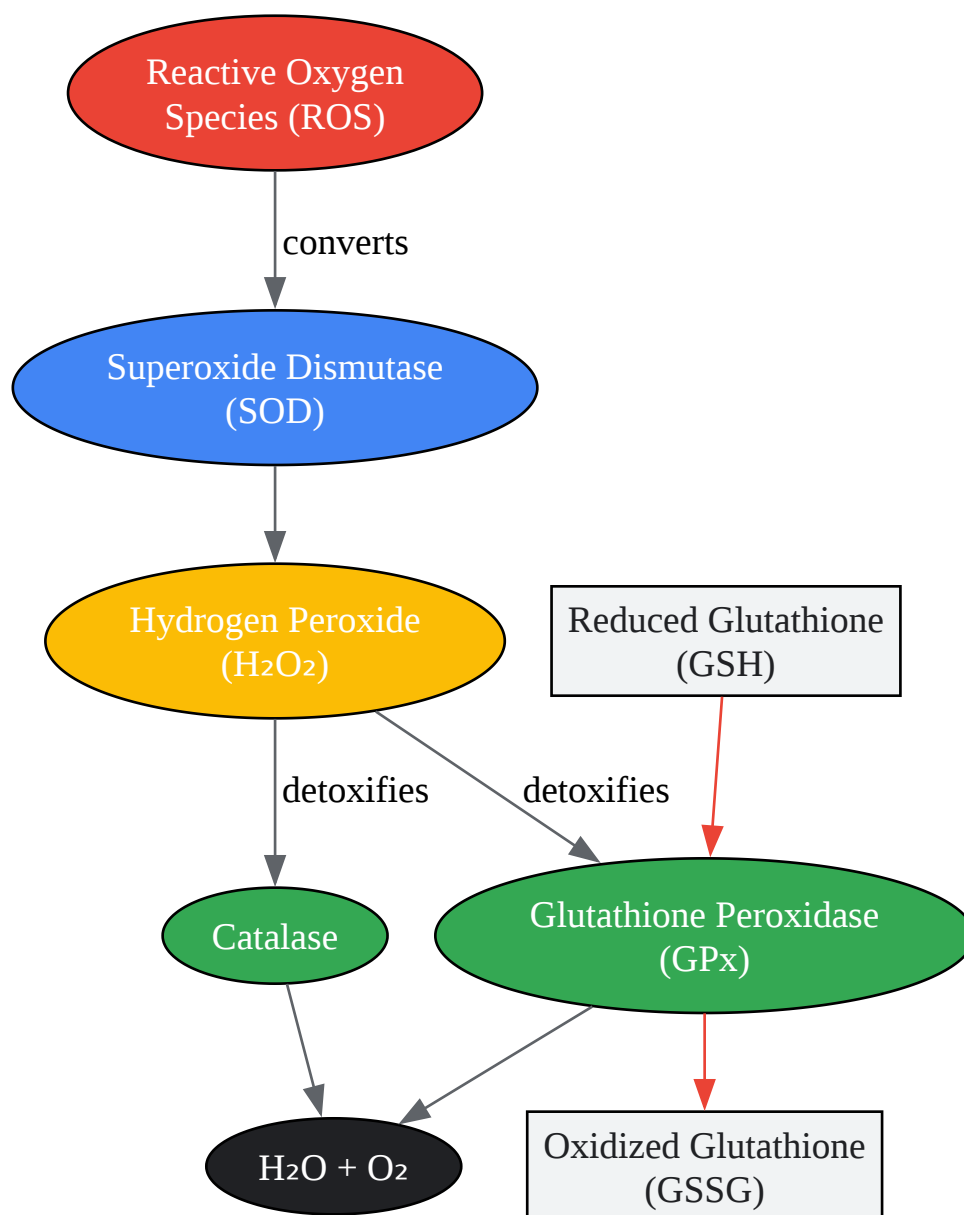 Reactive Oxygen
Species (ROS)
converts
Superoxide Dismutase
(SOD)
Hydrogen Peroxide
(H₂O₂)
Reduced Glutathione
(GSH)
detoxifies
detoxifies
Catalase
Glutathione Peroxidase
(GPx)
H₂O + O₂
Oxidized Glutathione
(GSSG)